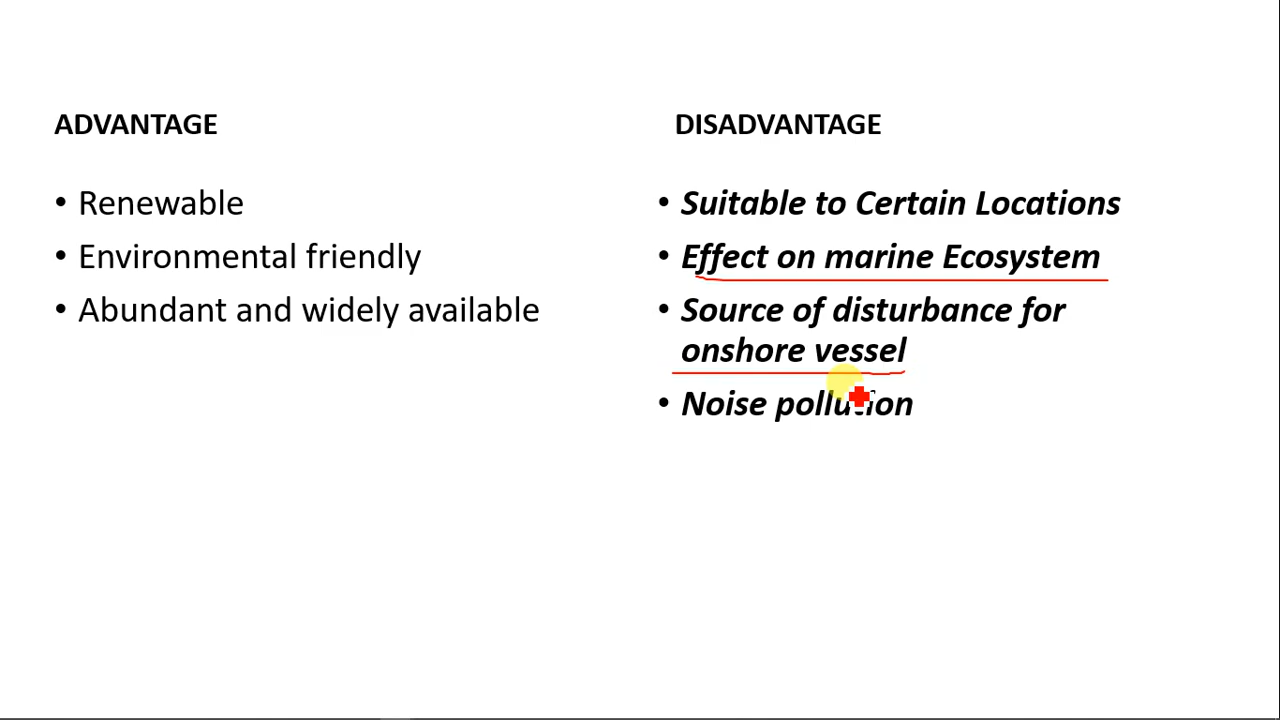 ADVANTAGE
• Renewable
• Environmental friendly
• Abundant and widely available
DISADVANTAGE
• Suitable to Certain Locations
• Effect on marine Ecosystem
• Source of disturbance for
onshore vessel
• Noise pollution